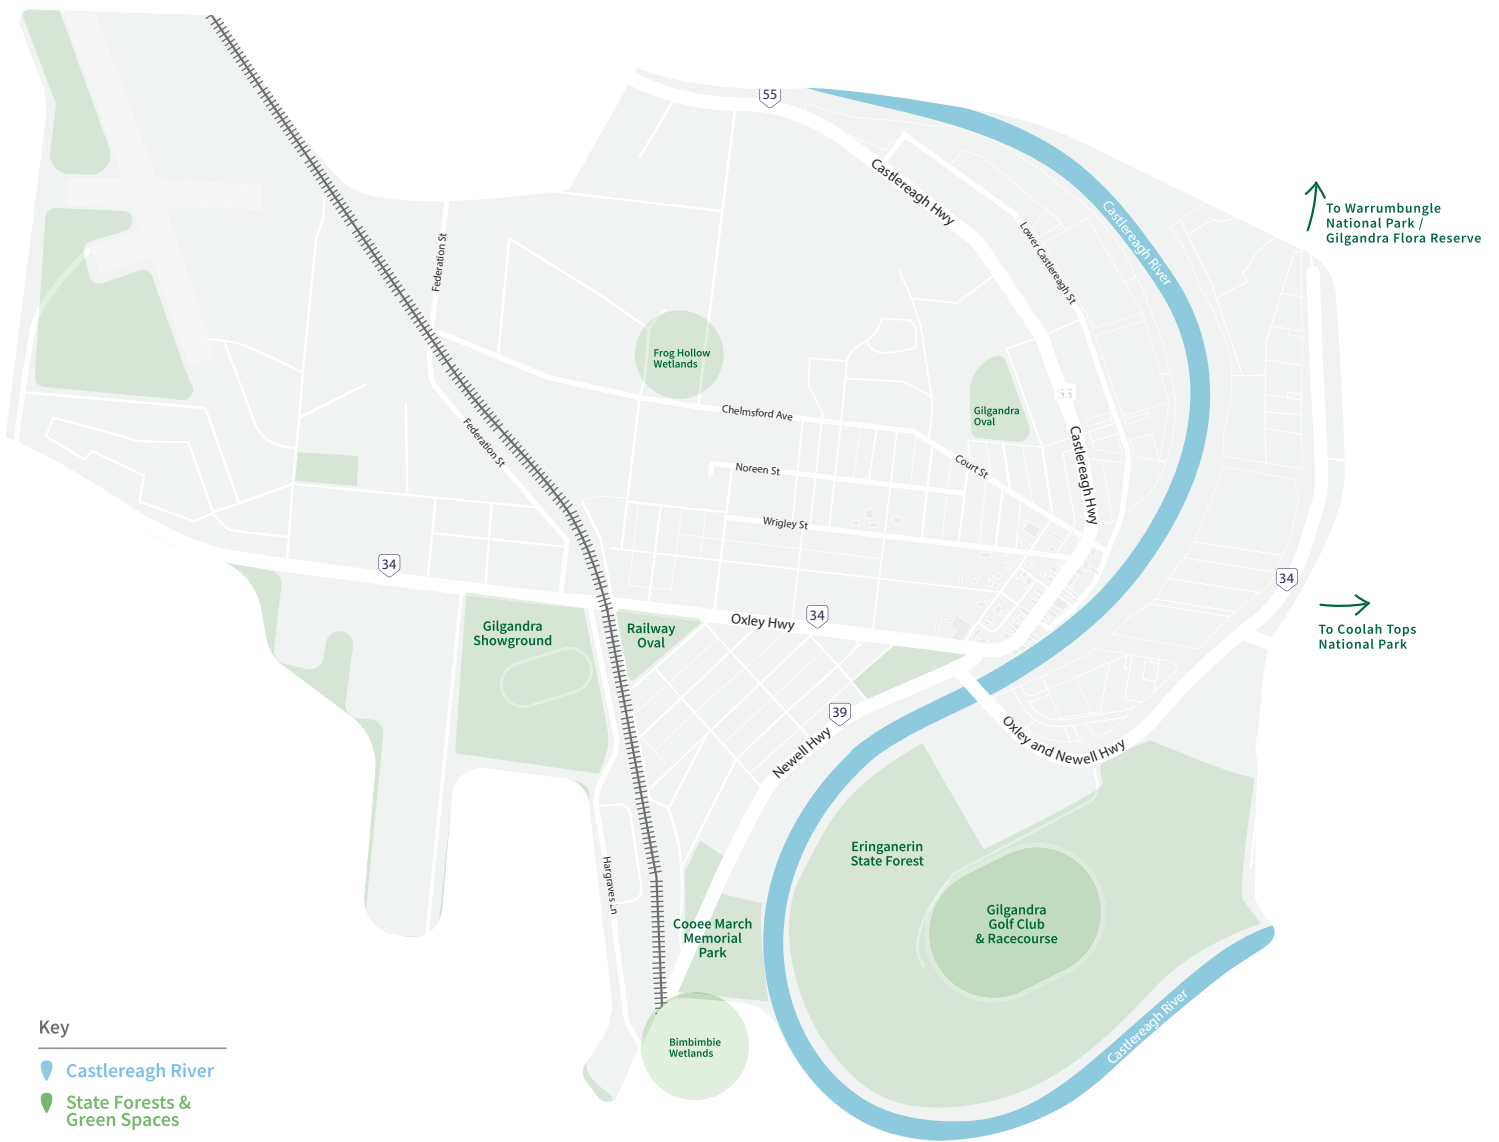 55
Castlereagh Hwy
Castlereagh River
Lower Castlereagh St
To Warrumbungle
National Park /
Gilgandra Flora Reserve
Federation St
Frog Hollow
Wetlands
55
Chelmsford Ave
Gilgandra
Oval
Federation St
Noreen St
Court St
Castlereagh Hwy
Wrigley St
34
34
34
Oxley Hwy
Gilgandra
Showground
Railway
Oval
To Coolah Tops
National Park
39
Newell Hwy
Oxley and Newell Hwy
Eringanerin
State Forest
Hargraves Ln
Gilgandra
Golf Club
& Racecourse
Cooee March
Memorial
Park
Castlereagh River
Bimbimbie
Wetlands
Key
Castlereagh River
State Forests &
Green Spaces